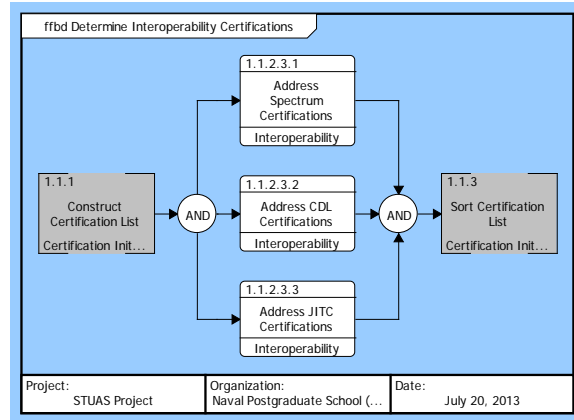 ffbd Determine Interoperability Certifications
1.1.2.3.1
Address
Spectrum
Certifications
Interoperability
1.1.1
Construct
Certification List
Certification Init...
AND
1.1.2.3.2
Address CDL
Certifications
Interoperability
AND
1.1.3
Sort Certification
List
Certification Init...
1.1.2.3.3
Address JITC
Certifications
Interoperability
Project:
STUAS Project
Organization:
Naval Postgraduate School (...
Date:
July 20, 2013